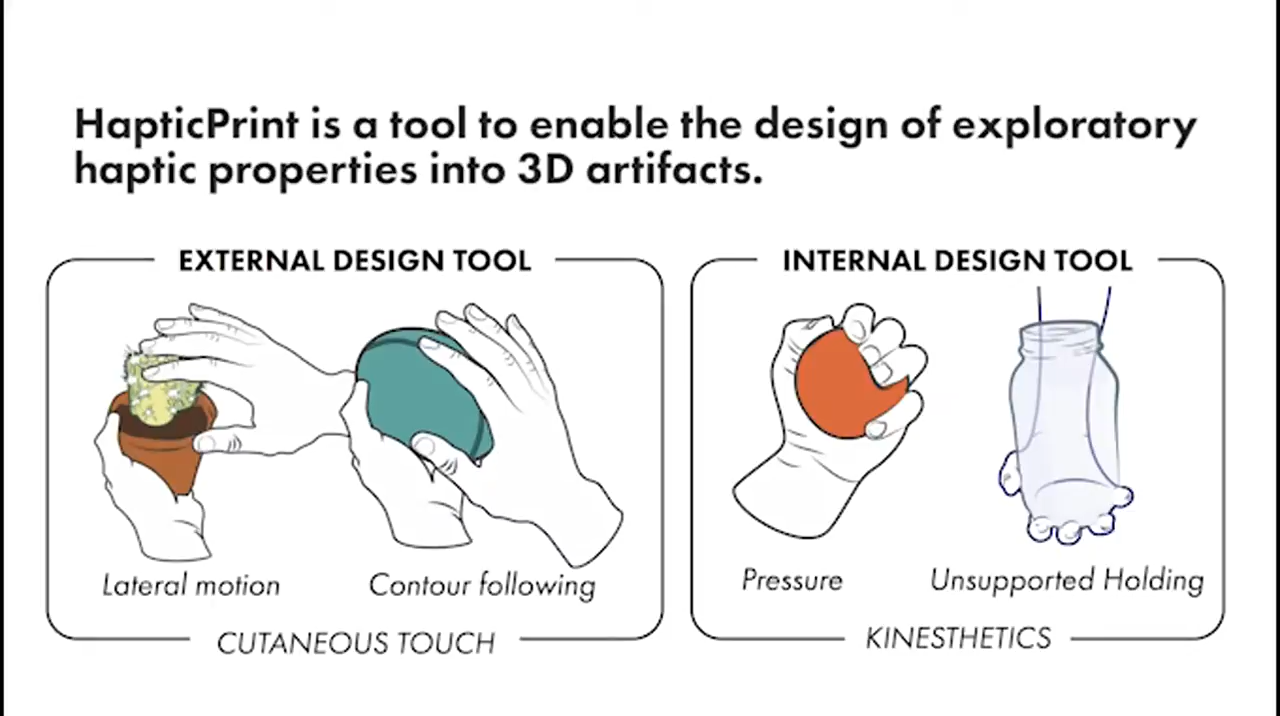 HapticPrint is a tool to enable the design of exploratory
haptic properties into 3D artifacts.
EXTERNAL DESIGN TOOL
Lateral motion
Contour following
CUTANEOUS TOUCH
INTERNAL DESIGN TOOL
Pressure
Unsupported Holding
KINESTHETICS